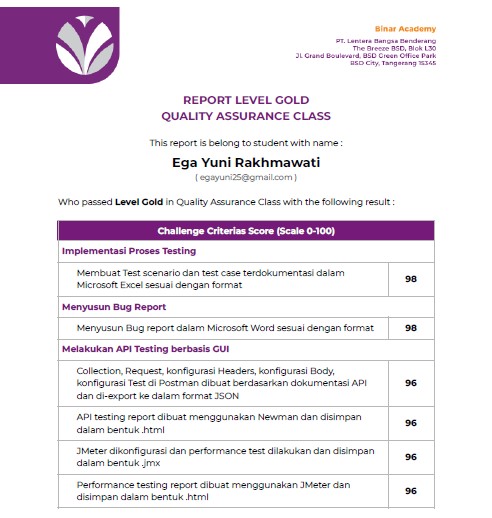 Binar Academy
PT. Lentera Bangsa Benderang
The Breeze BSD, Blok L30
Jl. Grand Boulevard, BSD Green Office Park
BSD City, Tangerang 15345
REPORT LEVEL GOLD
QUALITY ASSURANCE CLASS
This report is belong to student with name :
Ega Yuni Rakhmawati
( egayuni25@gmail.com )
Who passed Level Gold in Quality Assurance Class with the following result :
Challenge Criterias Score (Scale 0-100)
Implementasi Proses Testing
Membuat Test scenario dan test case terdokumentasi dalam
Microsoft Excel sesuai dengan format
98
Menyusun Bug Report
Menyusun Bug report dalam Microsoft Word sesuai dengan format
98
Melakukan API Testing berbasis GUI
Collection, Request, konfigurasi Headers, konfigurasi Body,
konfigurasi Test di Postman dibuat berdasarkan dokumentasi API
dan di-export ke dalam format JSON
96
API testing report dibuat menggunakan Newman dan disimpan
dalam bentuk .html
96
JMeter dikonfigurasi dan performance test dilakukan dan disimpan
dalam bentuk .jmx
96
Performance testing report dibuat menggunakan JMeter dan
disimpan dalam bentuk .html
96